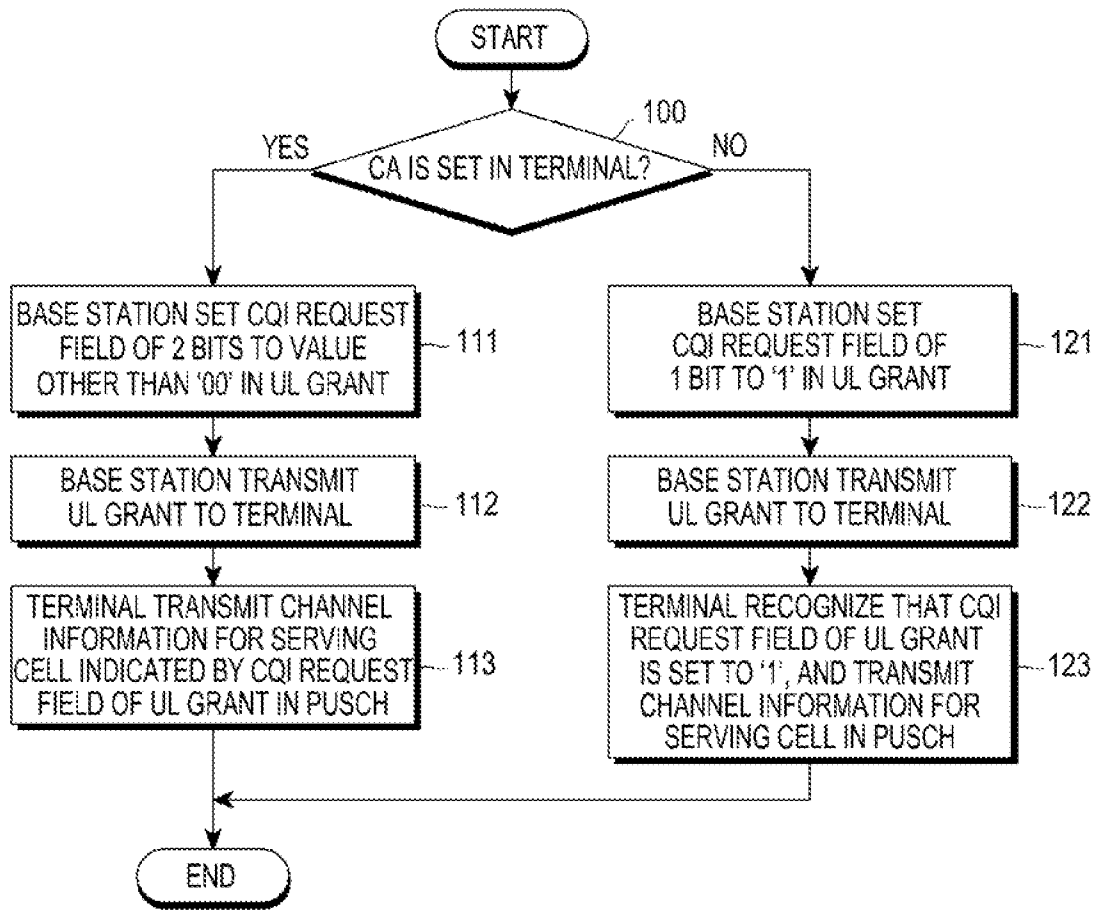 START
100
YES
NO
CA IS SET IN TERMINAL?
BASE STATION SET CQI REQUEST
FIELD OF 2 BITS TO VALUE
OTHER THAN '00' IN UL GRANT
111
BASE STATION TRANSMIT
UL GRANT TO TERMINAL
112
TERMINAL TRANSMIT CHANNEL
INFORMATION FOR SERVING
CELL INDICATED BY CQI REQUEST
FIELD OF UL GRANT IN PUSCH
113
BASE STATION SET
CQI REQUEST FIELD OF
1 BIT TO '1' IN UL GRANT
121
BASE STATION TRANSMIT
UL GRANT TO TERMINAL
122
TERMINAL RECOGNIZE THAT CQI
REQUEST FIELD OF UL GRANT
IS SET TO '1', AND TRANSMIT
CHANNEL INFORMATION FOR
SERVING CELL IN PUSCH
123
END